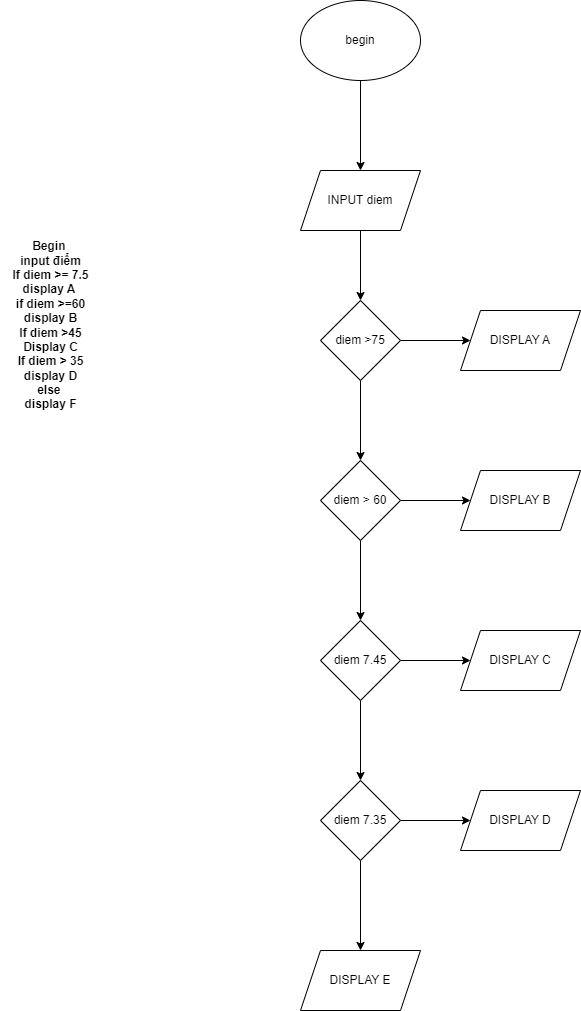 begin
INPUT diem
Begin
input điểm
If diem >= 7.5
display A
if diem >=60
display B
If diem >45
Display C
If diem > 35
display D
else
display F
diem >75
DISPLAY A
diem > 60
DISPLAY B
diem 7.45
DISPLAY C
diem 7.35
DISPLAY D
DISPLAY E